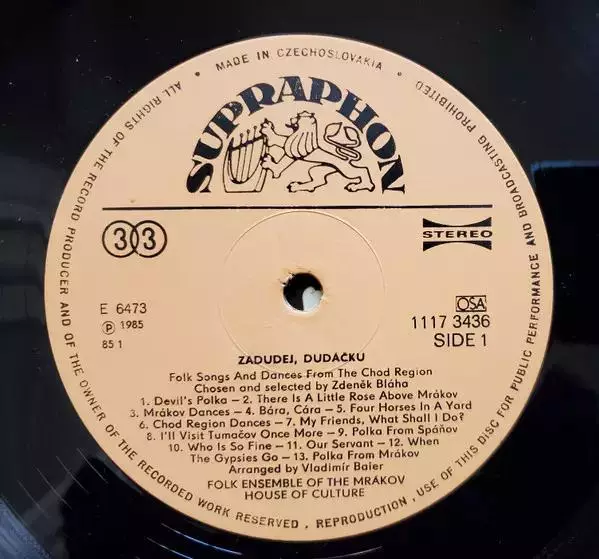 MADE IN CZECHOSLOVAKIA
ALL RIGHTS OF THE RECORD PRODUCER AND OF THE OWNER OF THE RECORDED WORK RESERVED, REPRODUCTION, USE OF THIS DISC FOR PUBLIC PERFORMANCE AND BROADCASTING PROHIBITED
SUPRAPHON
33
STEREO
E 6473
Ⓟ 1985
85 1
OSA
1117 3436
SIDE 1
ZADUDEJ, DUDÁČKU
Folk Songs And Dances From The Chod Region
Chosen and selected by Zdeněk Bláha
1. Devil's Polka – 2. There Is A Little Rose Above Mrákov
3. Mrákov Dances – 4. Bára, Cára – 5. Four Horses In A Yard
6. Chod Region Dances – 7. My Friends, What Shall I Do?
8. I'll Visit Tumačov Once More – 9. Polka From Spáňov
10. Who Is So Fine – 11. Our Servant – 12. When
The Gypsies Go – 13. Polka From Mrákov
Arranged by Vladimír Baier
FOLK ENSEMBLE OF THE MRÁKOV
HOUSE OF CULTURE